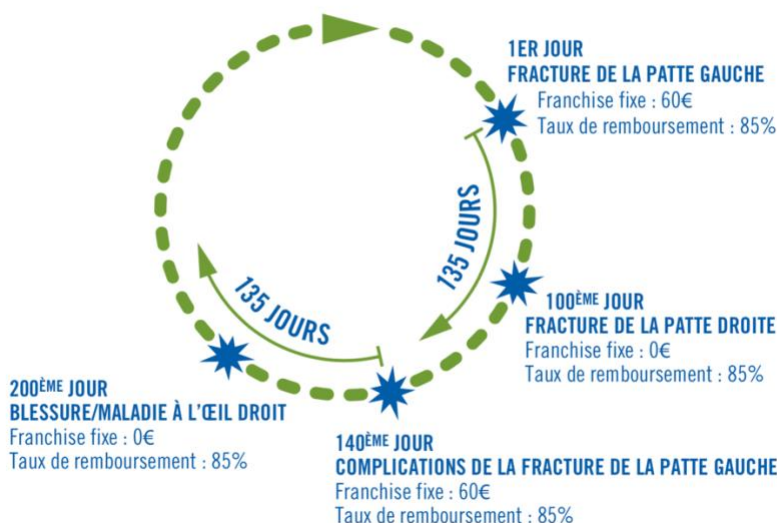 1ER JOUR
FRACTURE DE LA PATTE GAUCHE
Franchise fixe : 60€
Taux de remboursement : 85%
135 JOURS
100ÈME JOUR
FRACTURE DE LA PATTE DROITE
Franchise fixe : 0€
Taux de remboursement : 85%
135 JOURS
200ÈME JOUR
BLESSURE/MALADIE À L'ŒIL DROIT
Franchise fixe : 0€
Taux de remboursement : 85%
140ÈME JOUR
COMPLICATIONS DE LA FRACTURE DE LA PATTE GAUCHE
Franchise fixe : 60€
Taux de remboursement : 85%